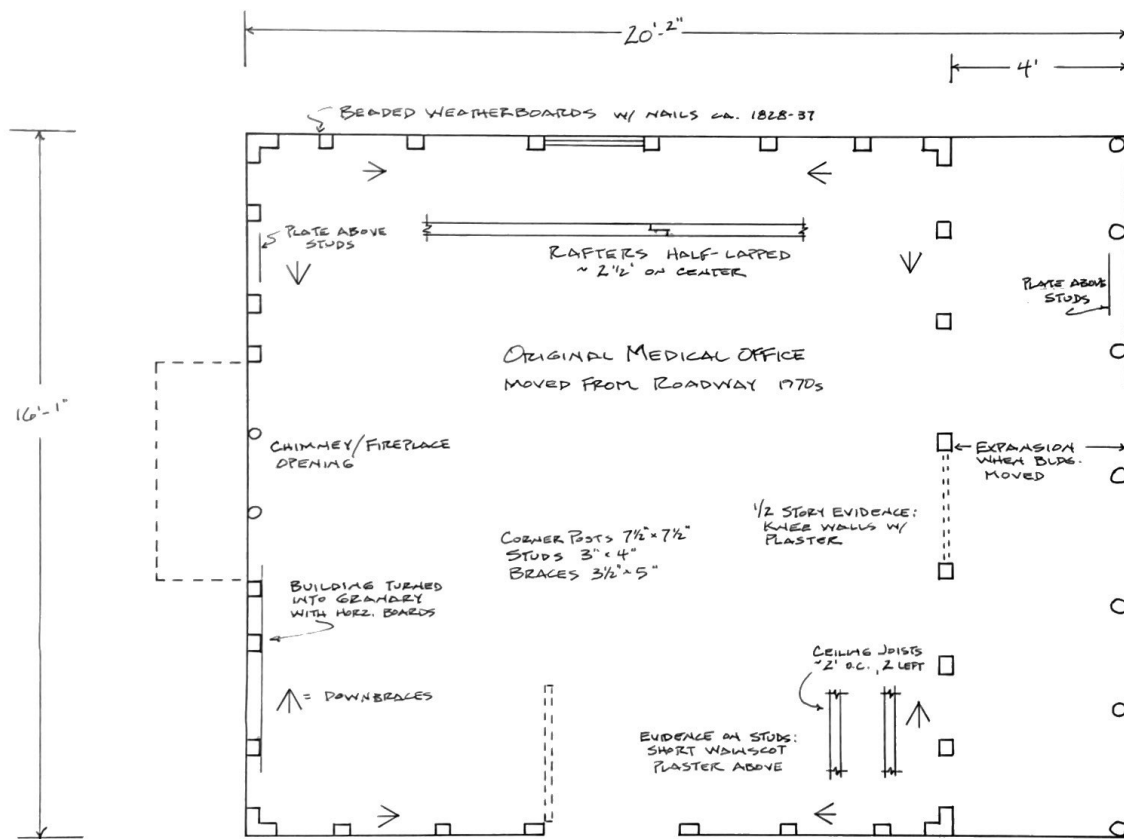 20'-2"
4'
BEADED WEATHERBOARDS W/ NAILS ca. 1828-37
16'-1"
PLATE ABOVE
STUDS
RAFTERS HALF-LAPPED
~ 2 1/2' ON CENTER
PLATE ABOVE
STUDS
ORIGINAL MEDICAL OFFICE
MOVED FROM ROADWAY 1970s
CHIMNEY/FIREPLACE
OPENING
EXPANSION
WHEN BLDG.
MOVED
1/2 STORY EVIDENCE:
KNEE WALLS W/
PLASTER
CORNER POSTS 7 1/2" x 7 1/2"
STUDS 3" x 4"
BRACES 3 1/2" x 5"
BUILDING TURNED
INTO GRANARY
WITH HORZ. BOARDS
CEILING JOISTS
~2' O.C., 2 LEFT
= DOWNBRACES
EVIDENCE ON STUDS:
SHORT WAINSCOT
PLASTER ABOVE